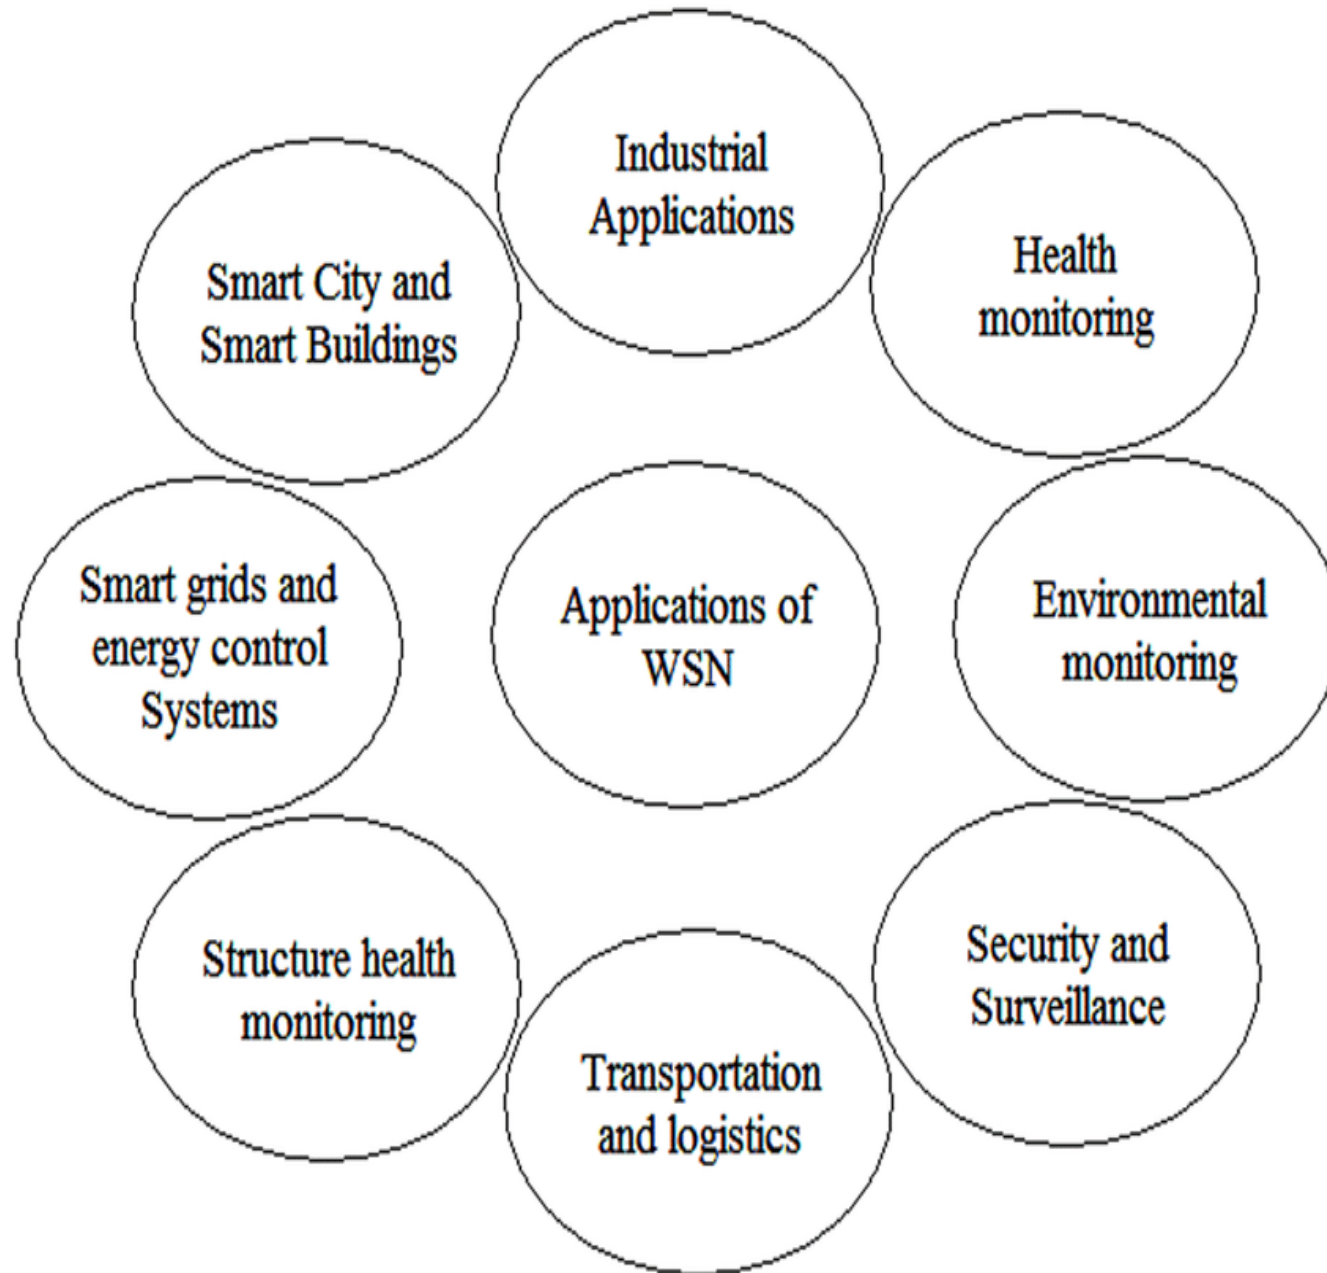 Industrial
Applications
Smart City and
Smart Buildings
Health
monitoring
Smart grids and
energy control
Systems
Applications of
WSN
Environmental
monitoring
Structure health
monitoring
Security and
Surveillance
Transportation
and logistics